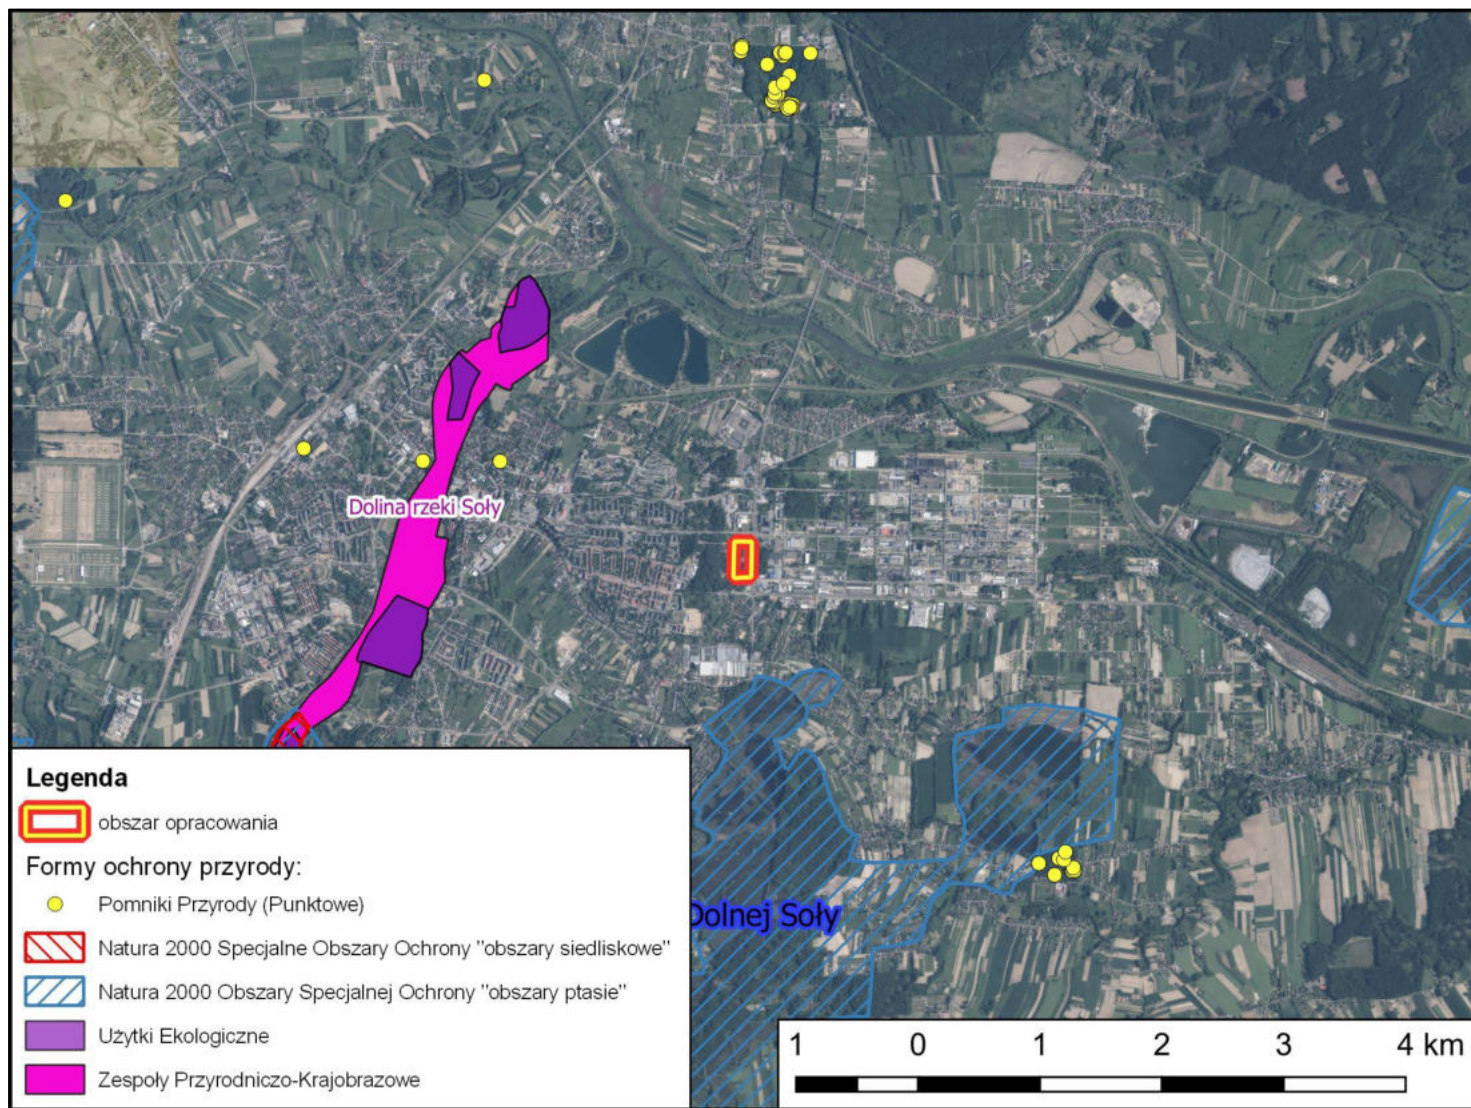 Dolina rzeki Soły
Dolnej Soły
Legenda
obszar opracowania
Formy ochrony przyrody:
Pomniki Przyrody (Punktowe)
Natura 2000 Specjalne Obszary Ochrony "obszary siedliskowe"
Natura 2000 Obszary Specjalnej Ochrony "obszary ptasie"
Użytki Ekologiczne
Zespoły Przyrodniczo-Krajobrazowe
1 0 1 2 3 4 km